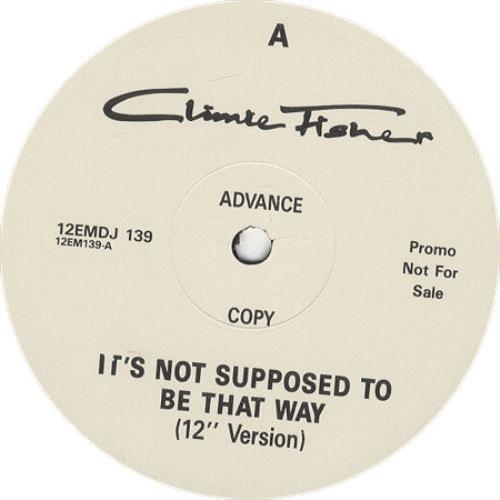 A
Climie Fisher
ADVANCE
12EMDJ 139
12EM139-A
Promo
Not For
Sale
COPY
IT'S NOT SUPPOSED TO
BE THAT WAY
(12" Version)